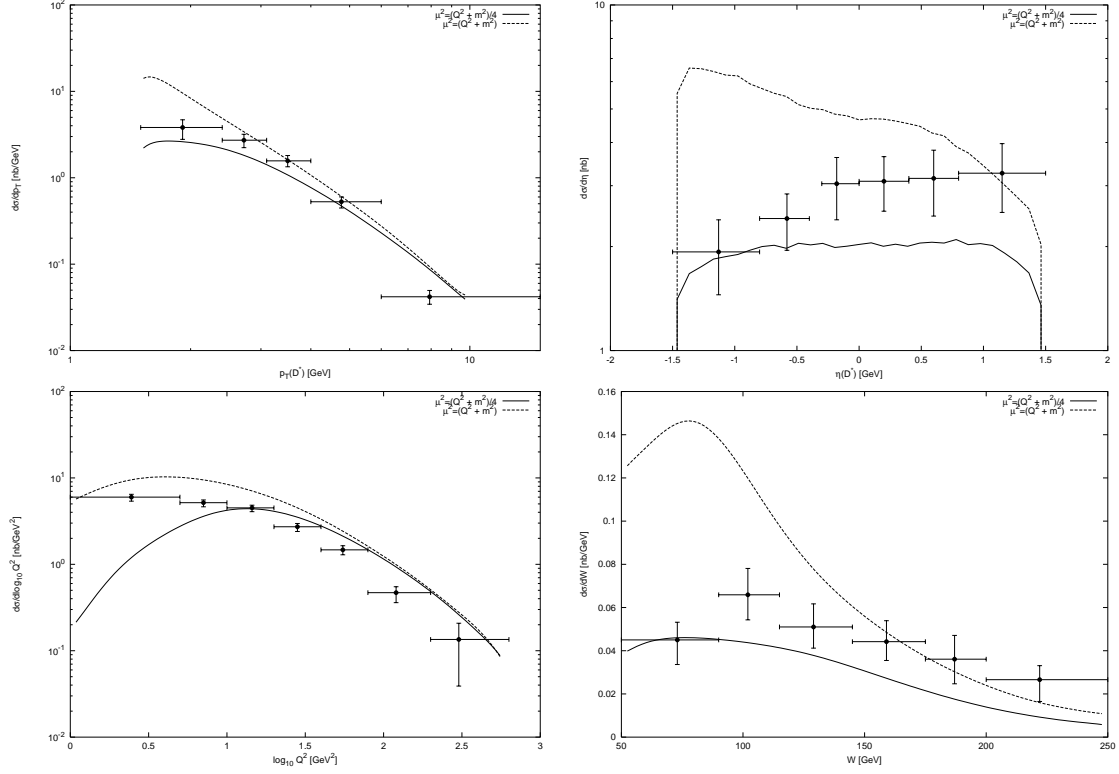 μ²=(Q² + m²)/4
μ²=(Q² + m²)
dσ/dp_T [nb/GeV]
10²
10¹
10⁰
10⁻¹
10⁻²
1
10
p_T(D*) [GeV]
μ²=(Q² + m²)/4
μ²=(Q² + m²)
dσ/dη [nb]
10
1
-2
-1.5
-1
-0.5
0
0.5
1
1.5
2
η(D*) [GeV]
μ²=(Q² + m²)/4
μ²=(Q² + m²)
dσ/dlog₁₀ Q² [nb/GeV²]
10²
10¹
10⁰
10⁻¹
10⁻²
0
0.5
1
1.5
2
2.5
3
log₁₀ Q² [GeV²]
μ²=(Q² + m²)/4
μ²=(Q² + m²)
dσ/dW [nb/GeV]
0.16
0.14
0.12
0.1
0.08
0.06
0.04
0.02
0
50
100
150
200
250
W [GeV]